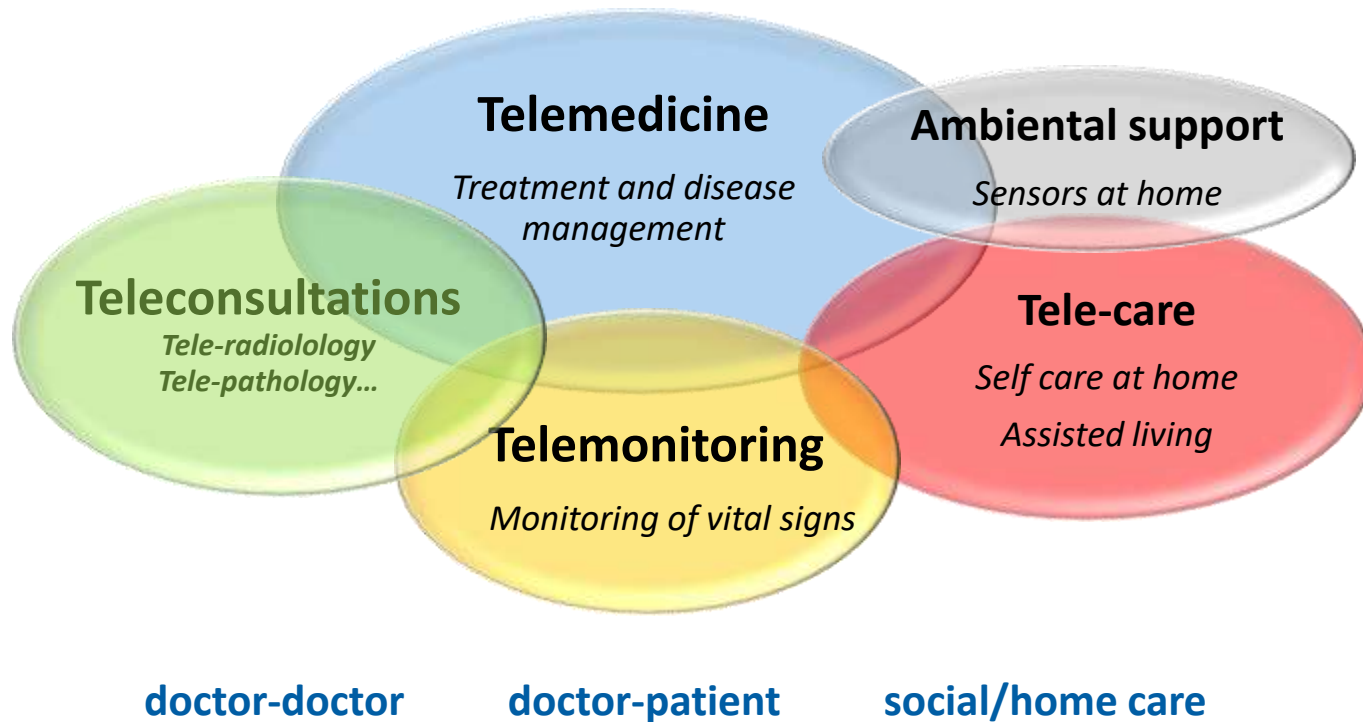 Telemedicine
Treatment and disease
management
Ambiental support
Sensors at home
Teleconsultations
Tele-radiolology
Tele-pathology...
Tele-care
Self care at home
Assisted living
Telemonitoring
Monitoring of vital signs
doctor-doctor
doctor-patient
social/home care